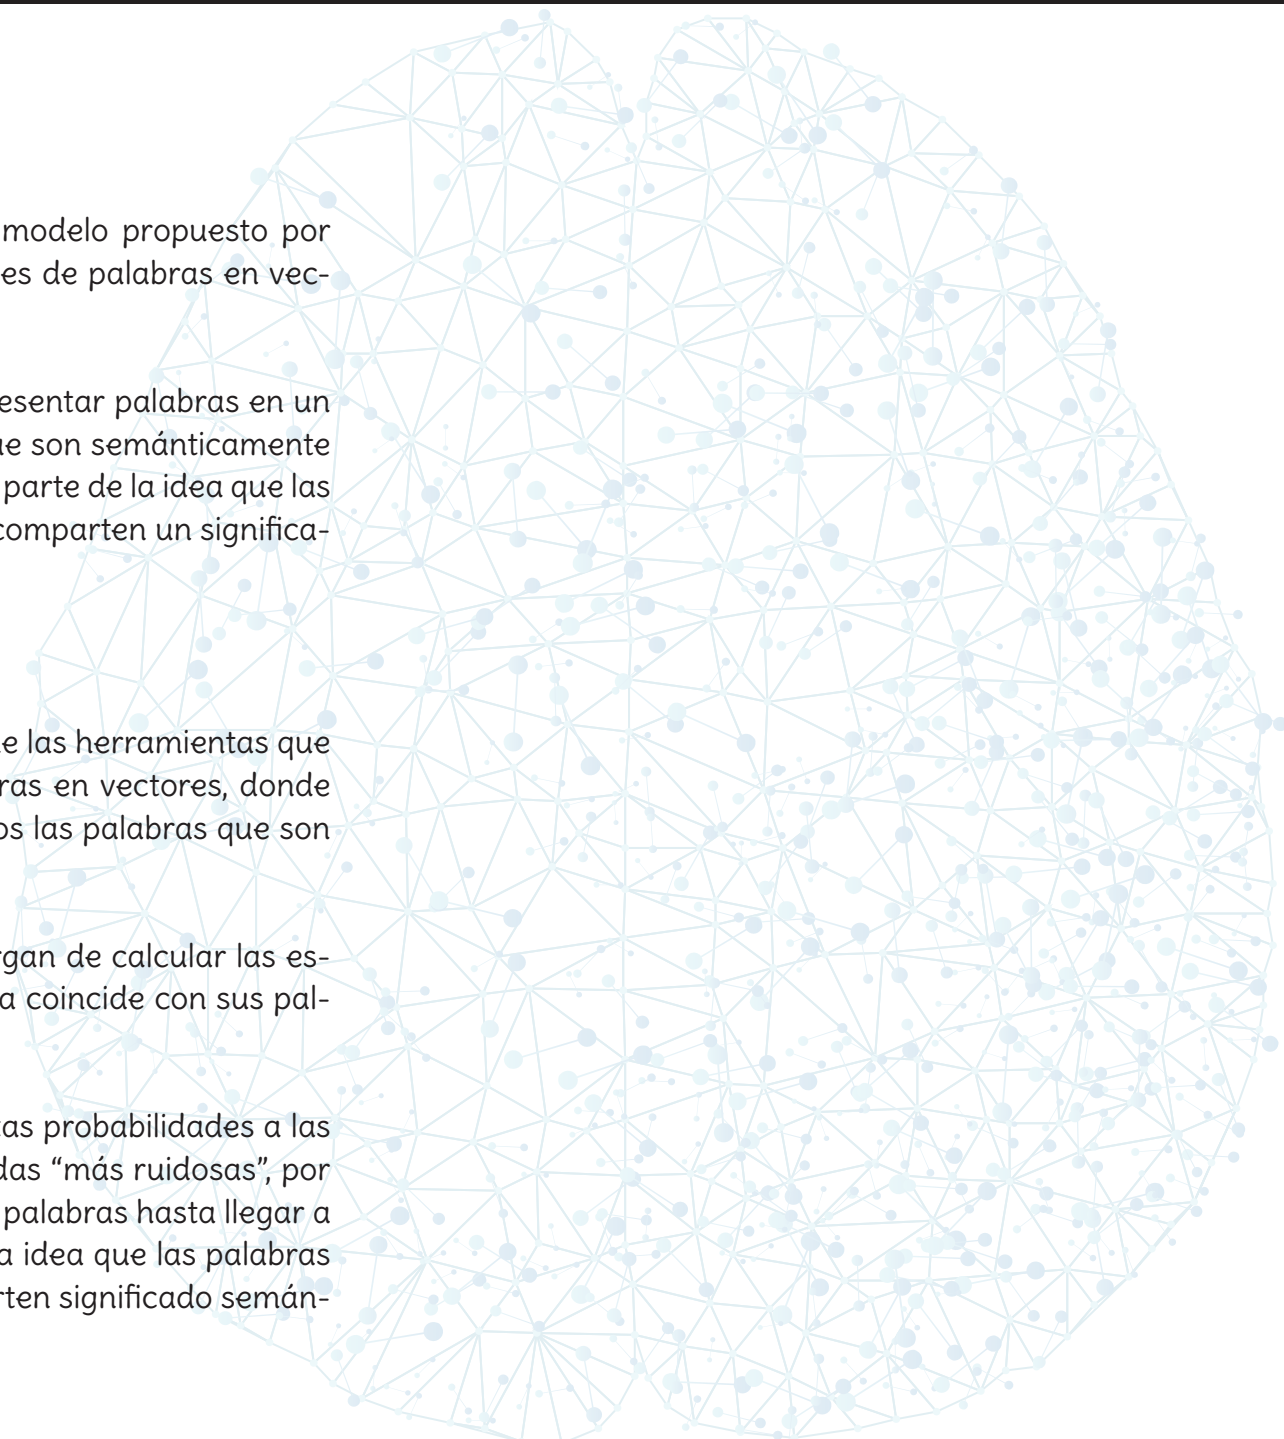 modelo propuesto por
es de palabras en vec-
esentar palabras en un
e son semánticamente
parte de la idea que las
comparten un significa-
e las herramientas que
ras en vectores, donde
os las palabras que son
gan de calcular las es-
a coincide con sus pal-
as probabilidades a las
das “más ruidosas”, por
palabras hasta llegar a
a idea que las palabras
ten significado semán-